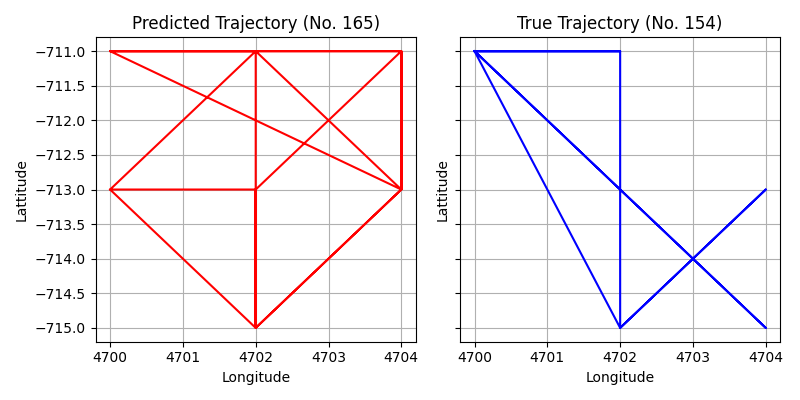 Predicted Trajectory (No. 165)
True Trajectory (No. 154)
Lattitude
−711.0
−711.5
−712.0
−712.5
−713.0
−713.5
−714.0
−714.5
−715.0
4700 4701 4702 4703 4704
Longitude
Lattitude
4700 4701 4702 4703 4704
Longitude